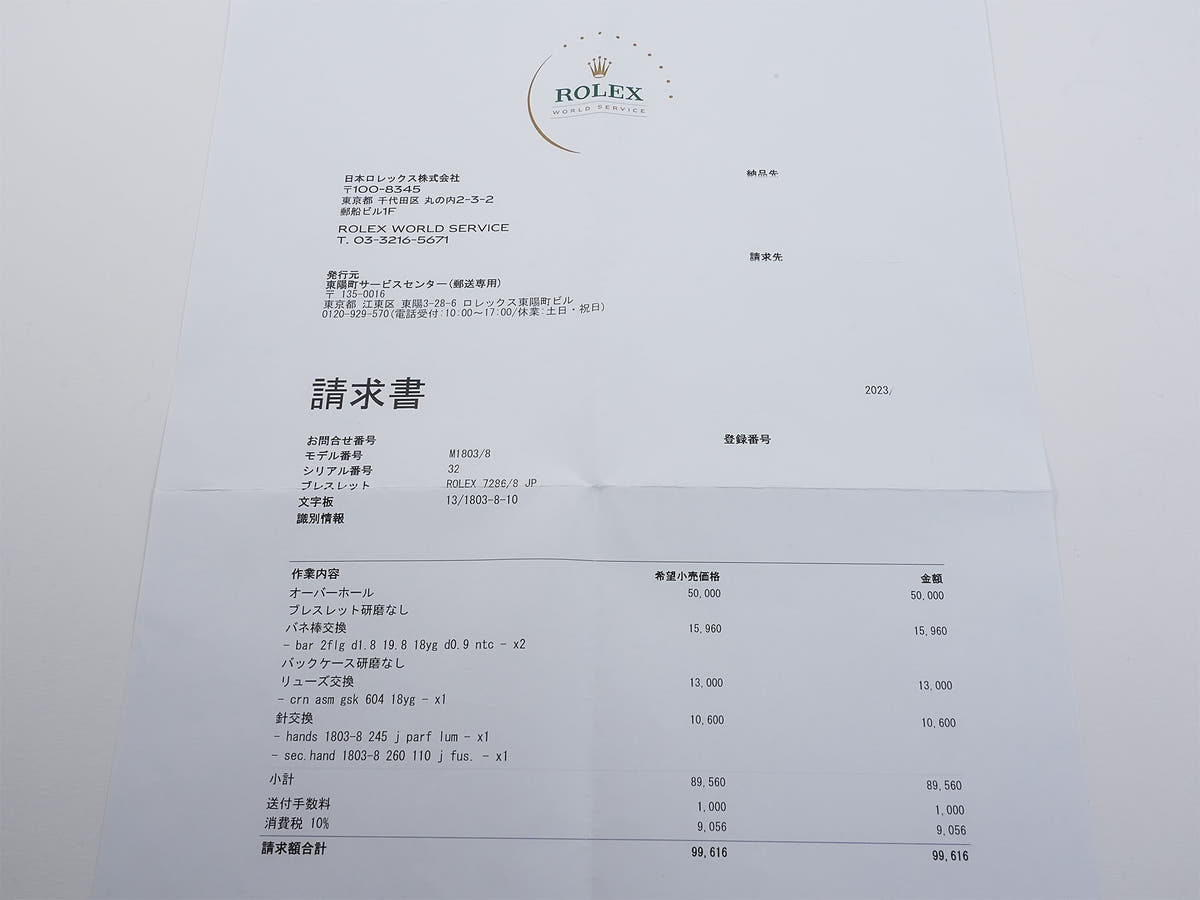 ROLEX
WORLD SERVICE
日本ロレックス株式会社
〒100-8345
東京都 千代田区 丸の内2-3-2
郵船ビル1F
ROLEX WORLD SERVICE
T. 03-3216-5671
納品先
請求先
発行元
東陽町サービスセンター(郵送専用)
〒 135-0016
東京都 江東区 東陽3-28-6 ロレックス東陽町ビル
0120-929-570(電話受付:10:00〜17:00/休業:土日・祝日)
請求書
2023/
お問合せ番号
登録番号
モデル番号 M1803/8
シリアル番号 32
ブレスレット ROLEX 7286/8 JP
文字板 13/1803-8-10
識別情報
作業内容 希望小売価格 金額
オーバーホール 50,000 50,000
ブレスレット研磨なし
バネ棒交換 15,960 15,960
- bar 2flg d1.8 19.8 18yg d0.9 ntc - x2
バックケース研磨なし
リューズ交換 13,000 13,000
- crn asm gsk 604 18yg - x1
針交換 10,600 10,600
- hands 1803-8 245 j parf lum - x1
- sec.hand 1803-8 260 110 j fus. - x1
小計 89,560 89,560
送付手数料 1,000 1,000
消費税 10% 9,056 9,056
請求額合計 99,616 99,616